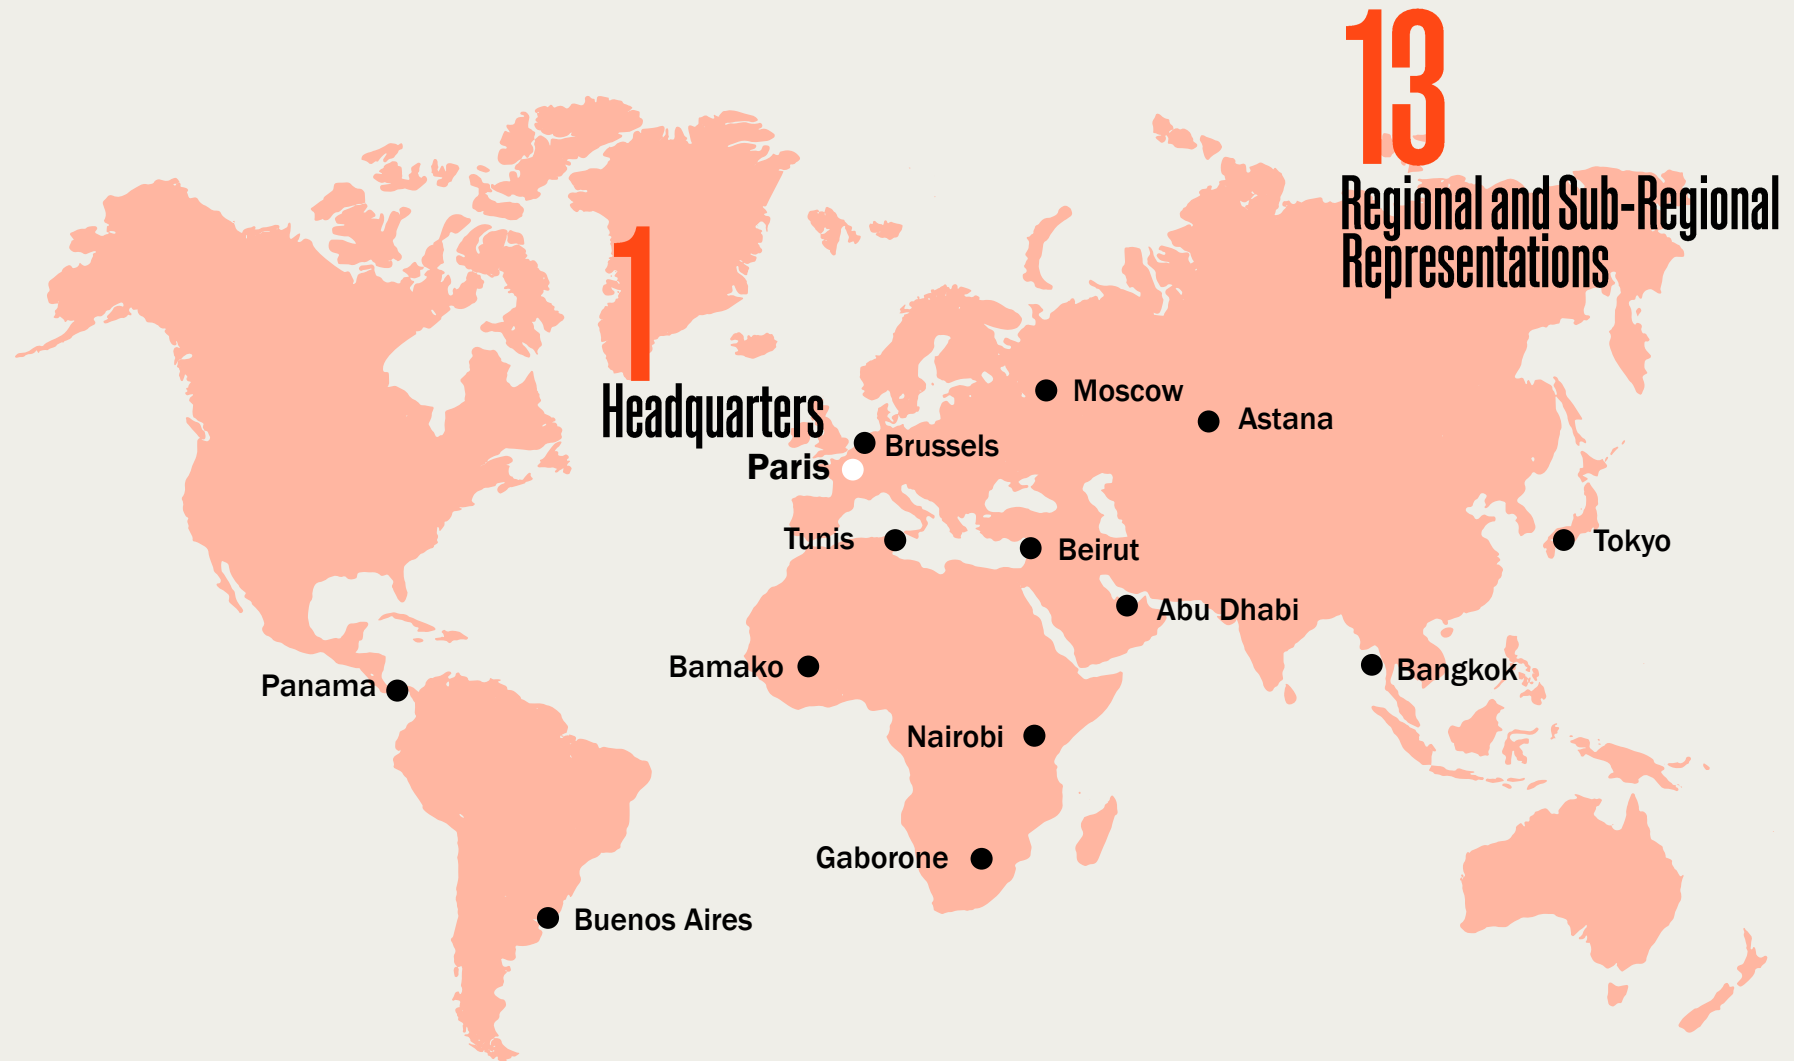 13
Regional and Sub-Regional
Representations
1
Headquarters
Paris
Moscow
Astana
Brussels
Tunis
Beirut
Tokyo
Abu Dhabi
Bamako
Bangkok
Panama
Nairobi
Gaborone
Buenos Aires